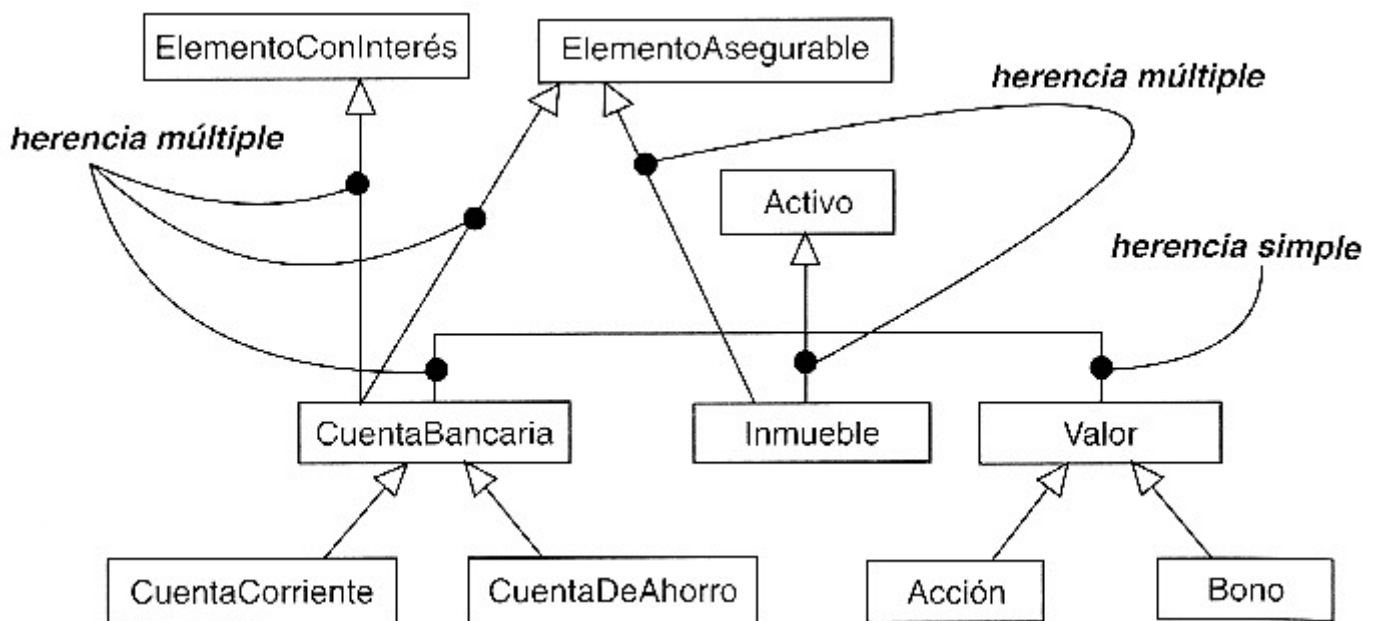 ElementoConInterés
ElementoAsegurable
herencia múltiple
herencia múltiple
Activo
herencia simple
CuentaBancaria
Inmueble
Valor
CuentaCorriente
CuentaDeAhorro
Acción
Bono